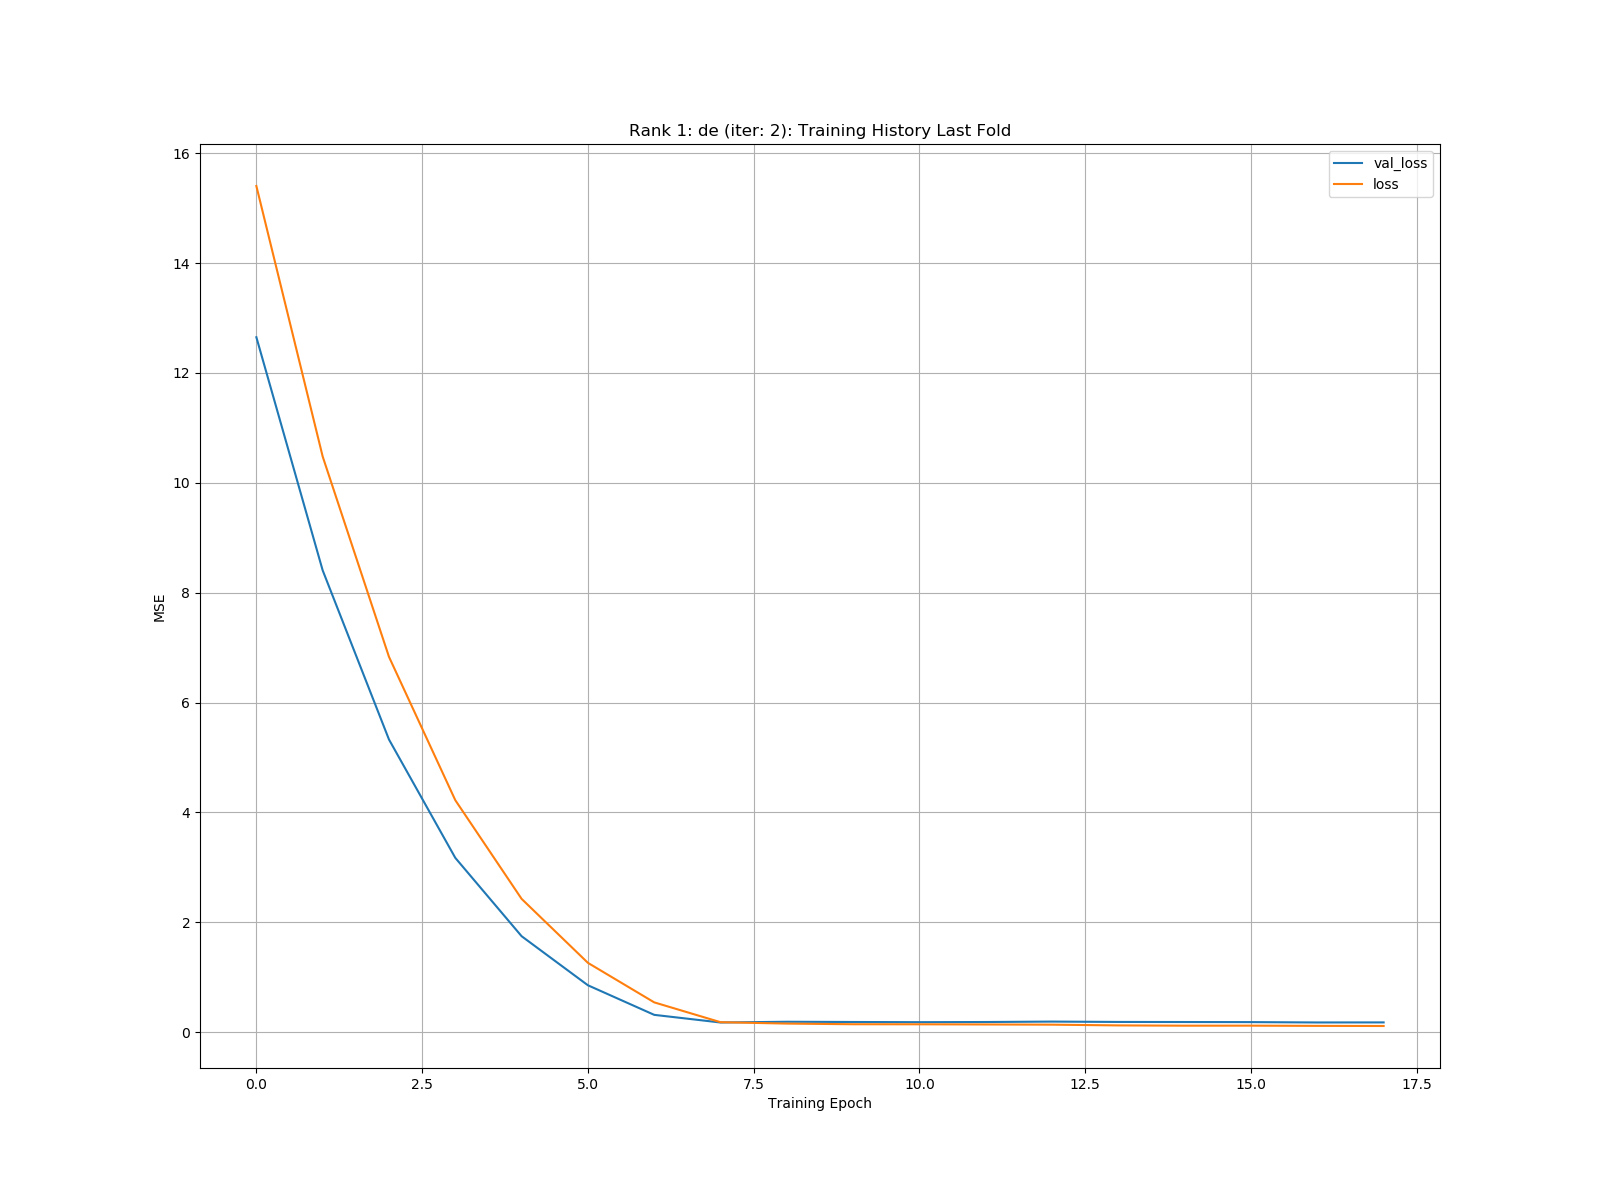 Rank 1: de (iter: 2): Training History Last Fold
val_loss
loss
16
14
12
10
8
6
4
2
0
MSE
0.0 2.5 5.0 7.5 10.0 12.5 15.0 17.5
Training Epoch